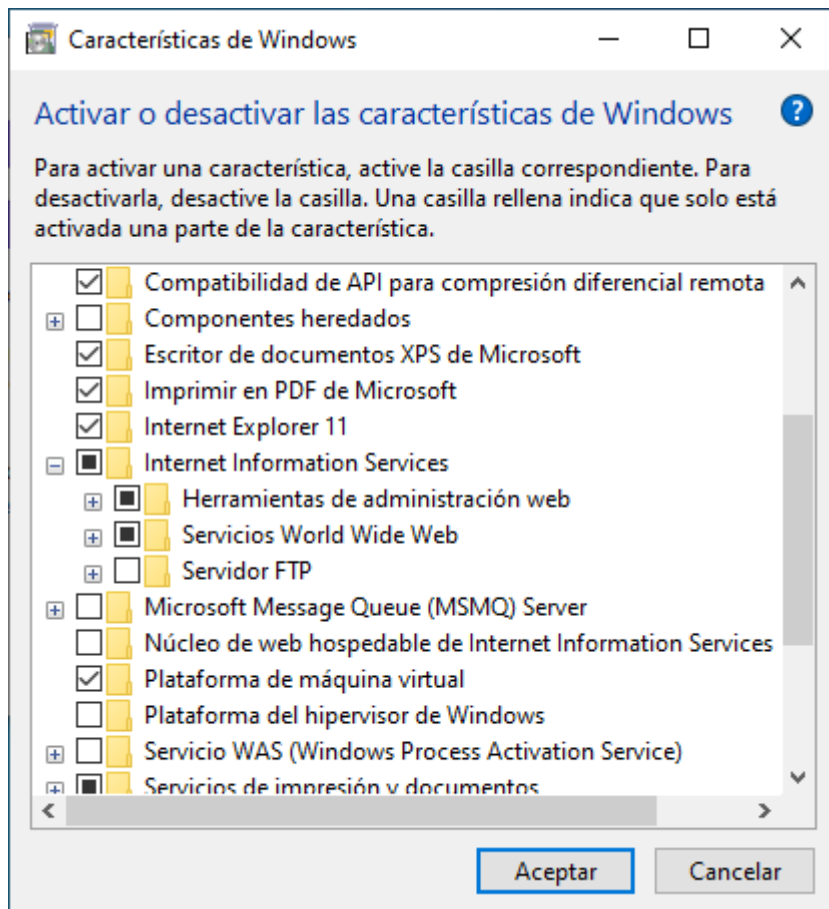 Características de Windows
Activar o desactivar las características de Windows
Para activar una característica, active la casilla correspondiente. Para
desactivarla, desactive la casilla. Una casilla rellena indica que solo está
activada una parte de la característica.
Compatibilidad de API para compresión diferencial remota
Componentes heredados
Escritor de documentos XPS de Microsoft
Imprimir en PDF de Microsoft
Internet Explorer 11
Internet Information Services
Herramientas de administración web
Servicios World Wide Web
Servidor FTP
Microsoft Message Queue (MSMQ) Server
Núcleo de web hospedable de Internet Information Services
Plataforma de máquina virtual
Plataforma del hipervisor de Windows
Servicio WAS (Windows Process Activation Service)
Servicios de impresión y documentos
Aceptar
Cancelar